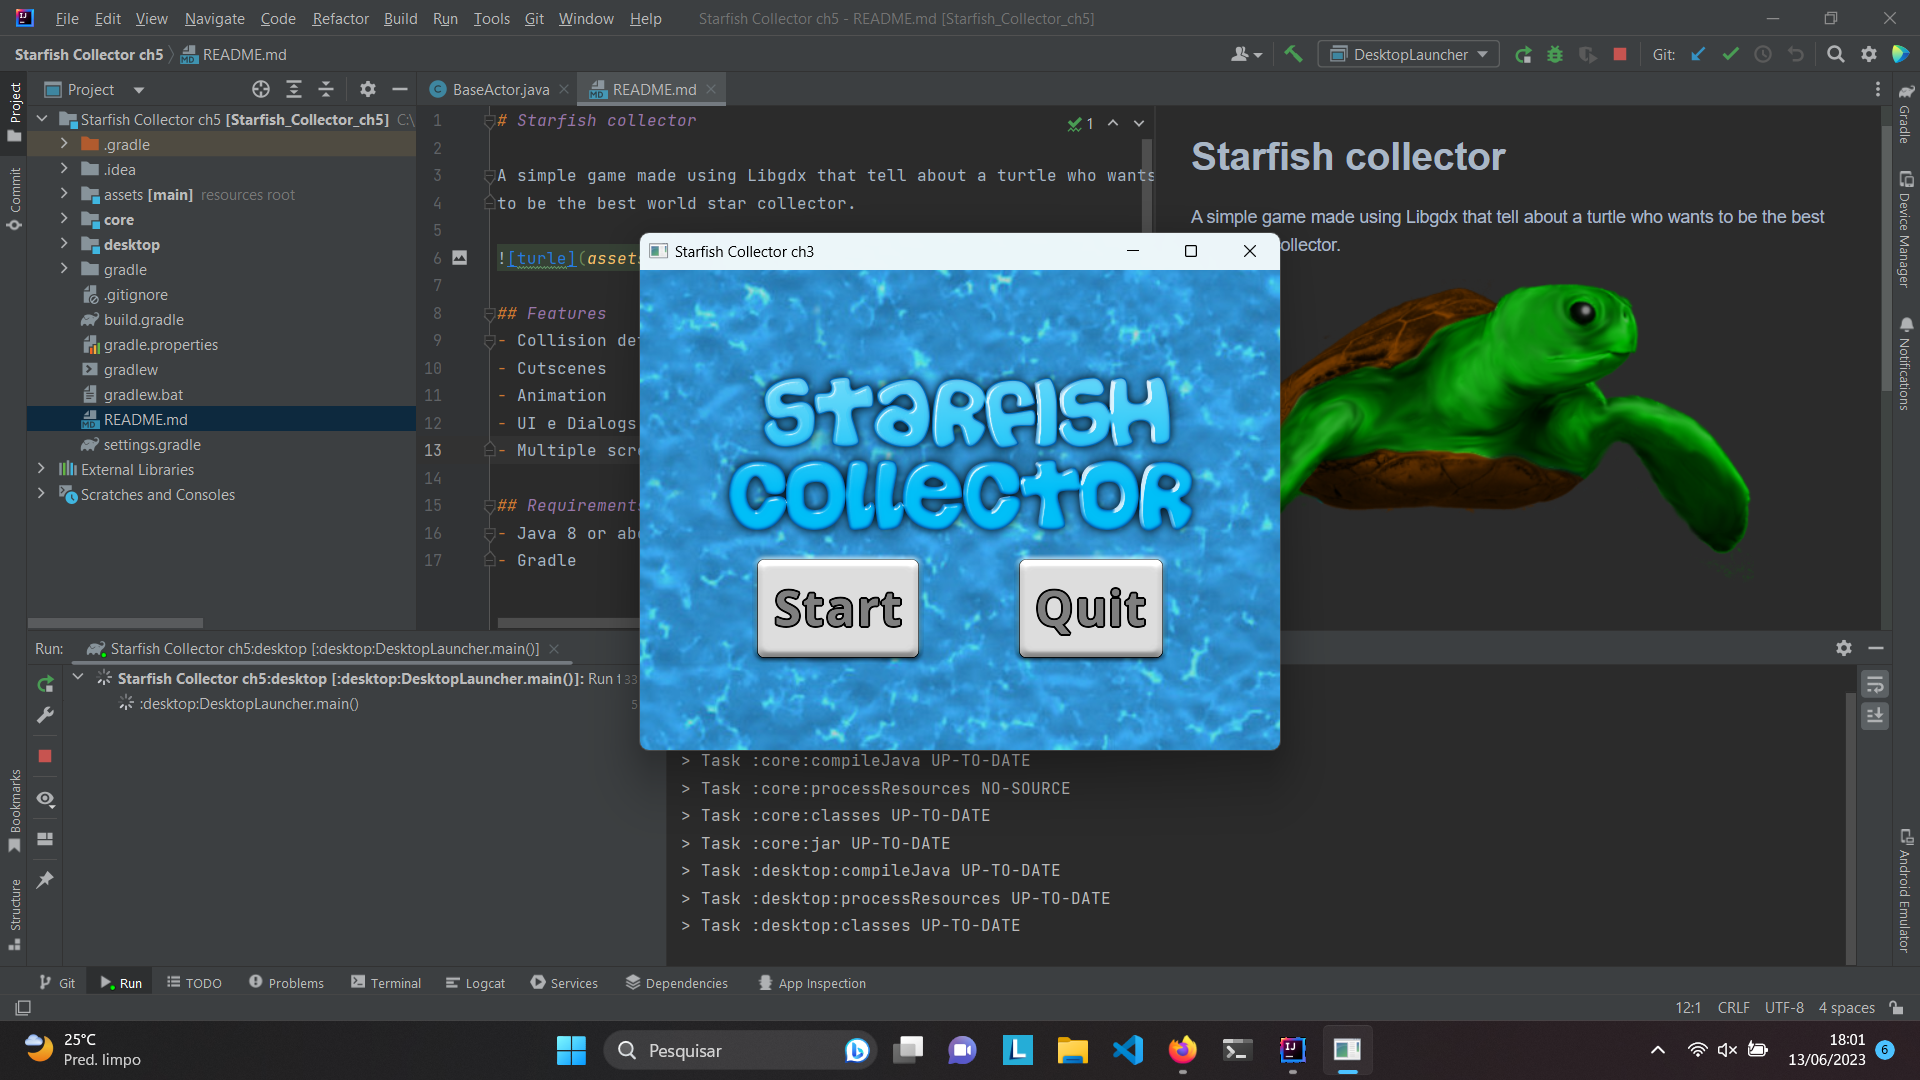 File Edit View Navigate Code Refactor Build Run Tools Git Window Help Starfish Collector ch5 - README.md [Starfish_Collector_ch5]
Starfish Collector ch5 README.md DesktopLauncher Git:
Project
BaseActor.java README.md
Project
Commit
Starfish Collector ch5 [Starfish_Collector_ch5] C:\
.gradle
.idea
assets [main] resources root
core
desktop
gradle
.gitignore
build.gradle
gradle.properties
gradlew
gradlew.bat
README.md
settings.gradle
External Libraries
Scratches and Consoles
1 # Starfish collector
2
3 A simple game made using Libgdx that tell about a turtle who wants
4 to be the best world star collector.
5
6 ![turle](assets
7
8 ## Features
9 - Collision det
10 - Cutscenes
11 - Animation
12 - UI e Dialogs
13 - Multiple scre
14
15 ## Requirements
16 - Java 8 or abo
17 - Gradle
1
Starfish collector
A simple game made using Libgdx that tell about a turtle who wants to be the best
ollector.
Gradle
Device Manager
Notifications
Android Emulator
Starfish Collector ch3
Starfish
Collector
Start Quit
Run: Starfish Collector ch5:desktop [:desktop:DesktopLauncher.main()]
Starfish Collector ch5:desktop [:desktop:DesktopLauncher.main()]: Run 1 33
:desktop:DesktopLauncher.main() 5
> Task :core:compileJava UP-TO-DATE
> Task :core:processResources NO-SOURCE
> Task :core:classes UP-TO-DATE
> Task :core:jar UP-TO-DATE
> Task :desktop:compileJava UP-TO-DATE
> Task :desktop:processResources UP-TO-DATE
> Task :desktop:classes UP-TO-DATE
Bookmarks
Structure
Git Run TODO Problems Terminal Logcat Services Dependencies App Inspection
12:1 CRLF UTF-8 4 spaces
25°C
Pred. limpo
Pesquisar
18:01
13/06/2023 6